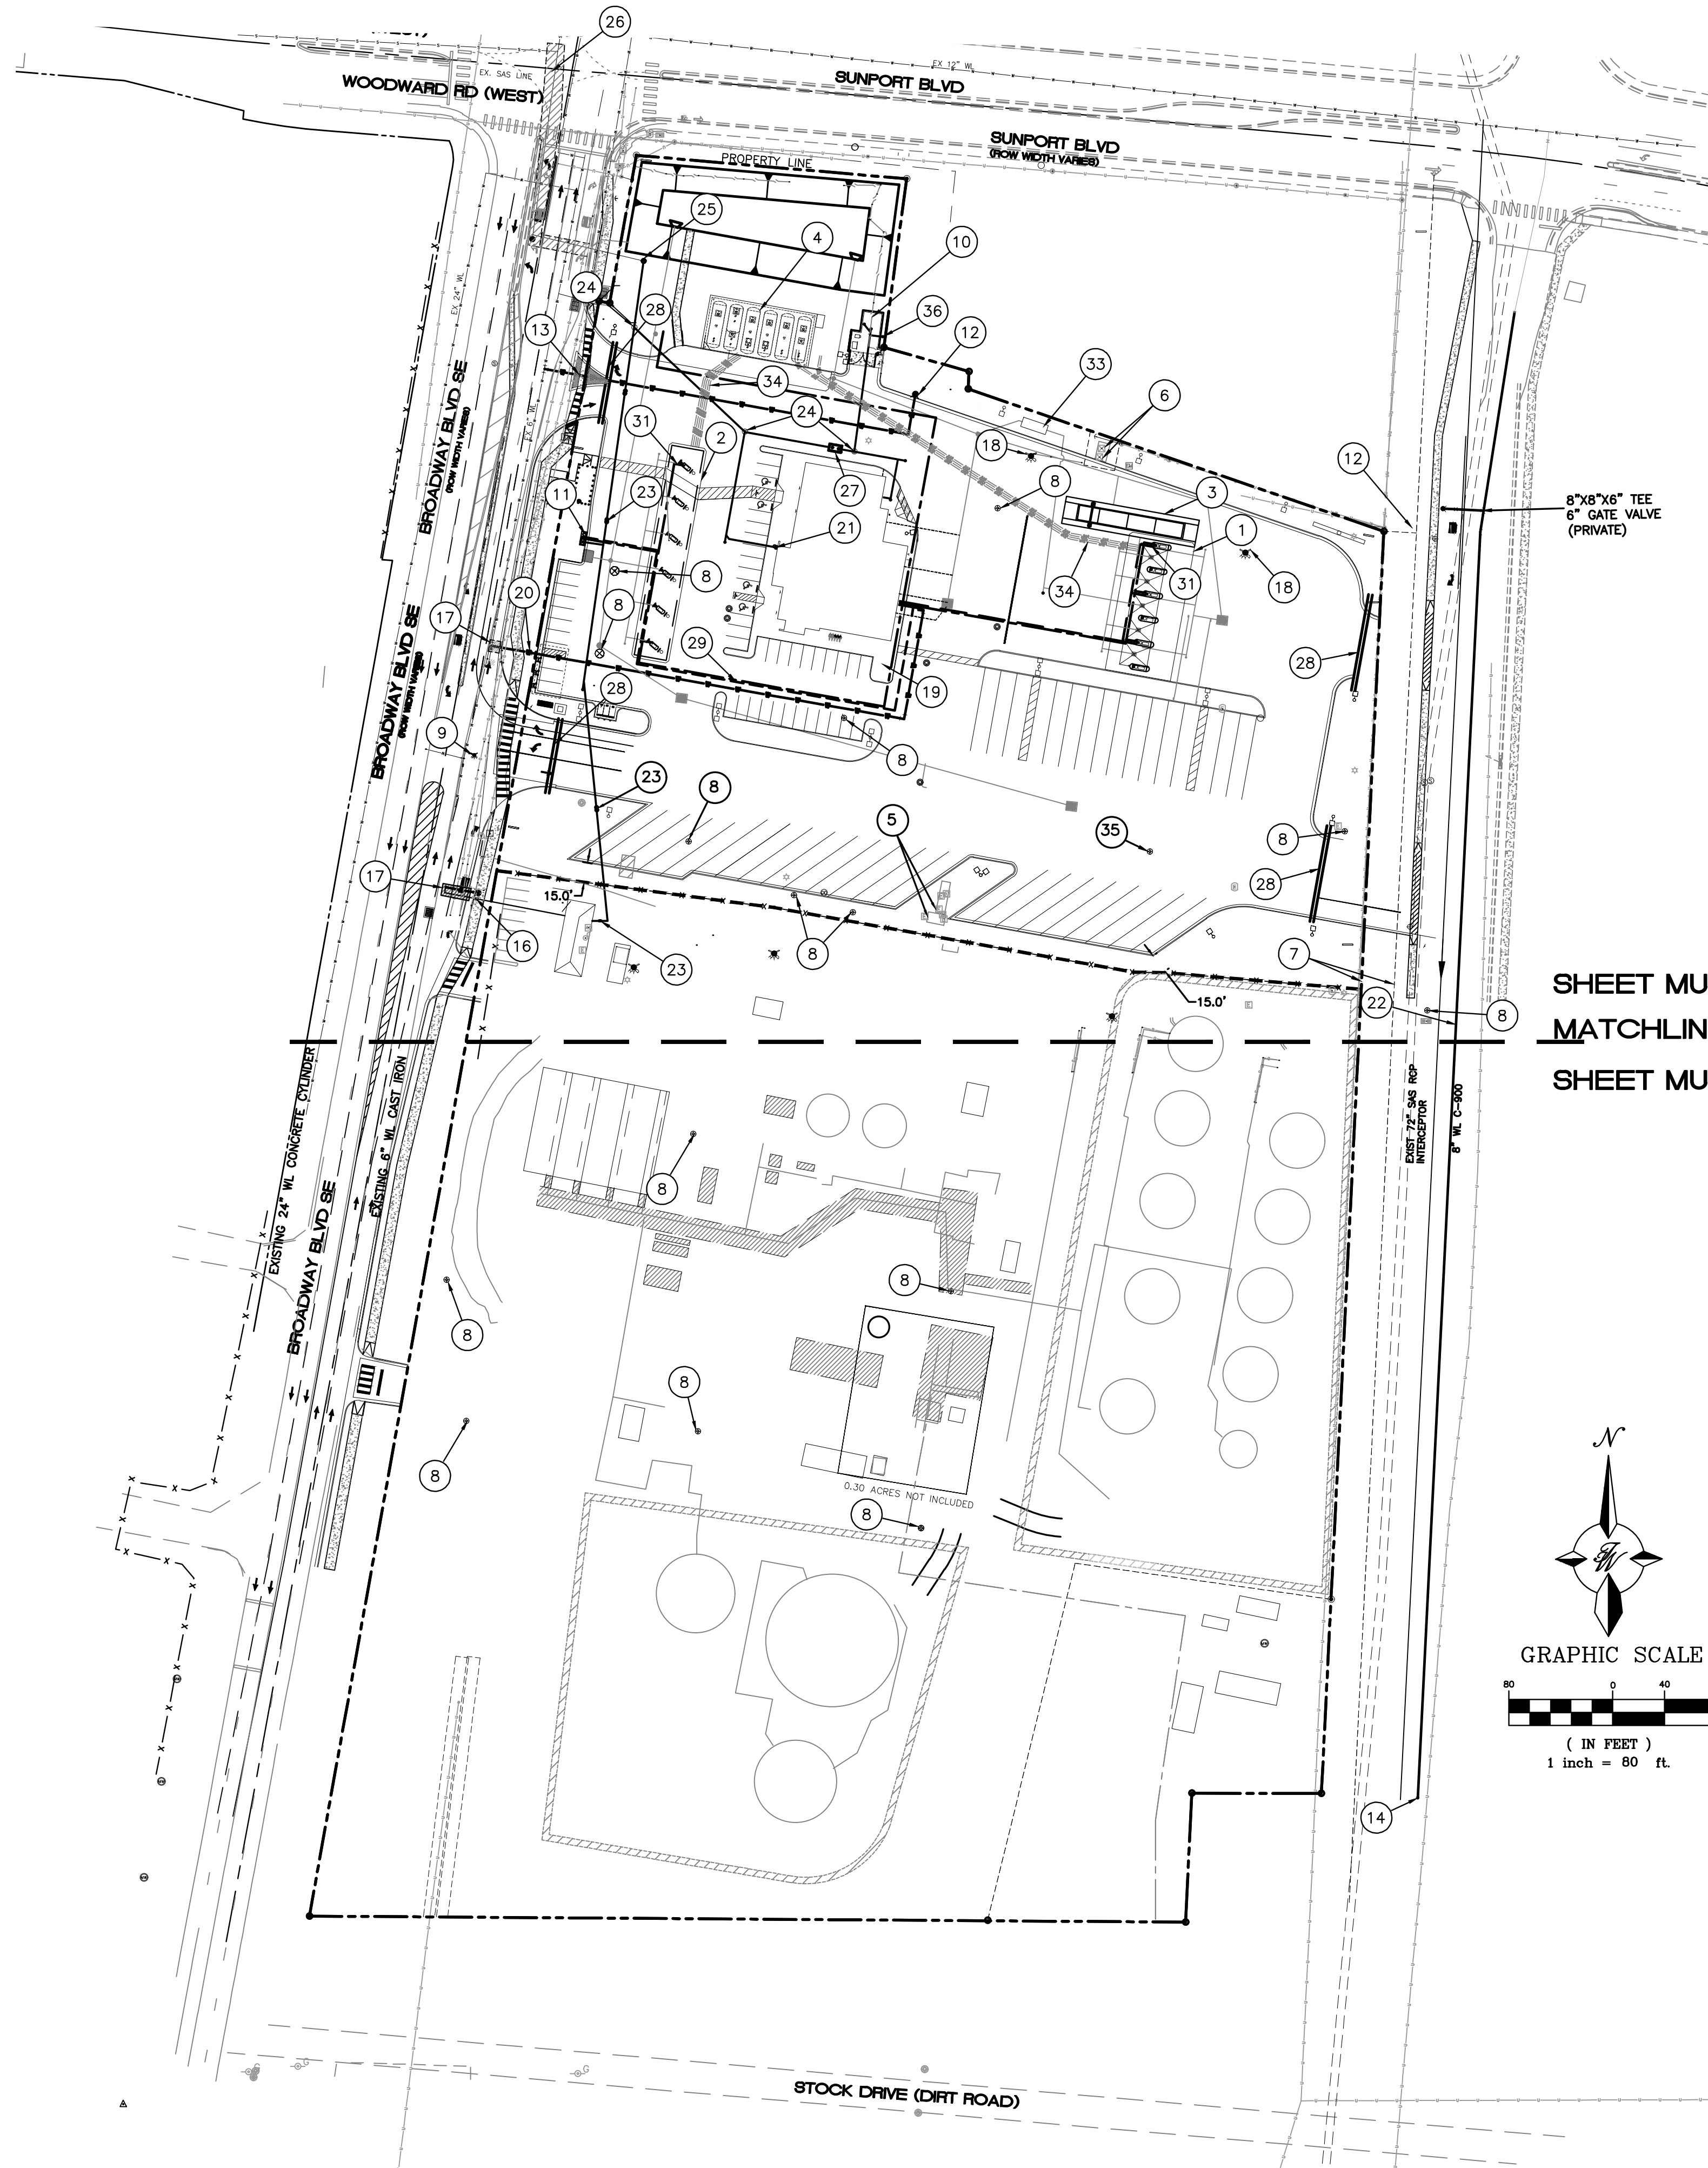 26
EX. SAS LINE
WOODWARD RD (WEST)
EX 12" WL
SUNPORT BLVD
SUNPORT BLVD
(ROW WIDTH VARIES)
PROPERTY LINE
25
4
10
24
28
36
12
13
EX 24" WL
33
34
6
BROADWAY BLVD SE
(ROW WIDTH VARIES)
EX 6" WL
31
2
24
18
12
11
23
27
8
3
8"X8"X6" TEE
6" GATE VALVE
(PRIVATE)
21
1
8
34
31
18
20
17
8
BROADWAY BLVD SE
(ROW WIDTH VARIES)
29
28
28
19
9
8
23
8
5
35
8
17
15.0'
28
16
8
23
7
15.0'
22
8
SHEET MU
MATCHLIN
SHEET MU
EXISTING 24" WL CONCRETE CYLINDER
EXISTING 6" WL CAST IRON
EXIST 72" SAS RCP
INTERCEPTOR
8" WL C-900
8
BROADWAY BLVD SE
8
8
8
8
0.30 ACRES NOT INCLUDED
8
N
GRAPHIC SCALE
80
0
40
( IN FEET )
1 inch = 80 ft.
14
G
G
G
STOCK DRIVE (DIRT ROAD)